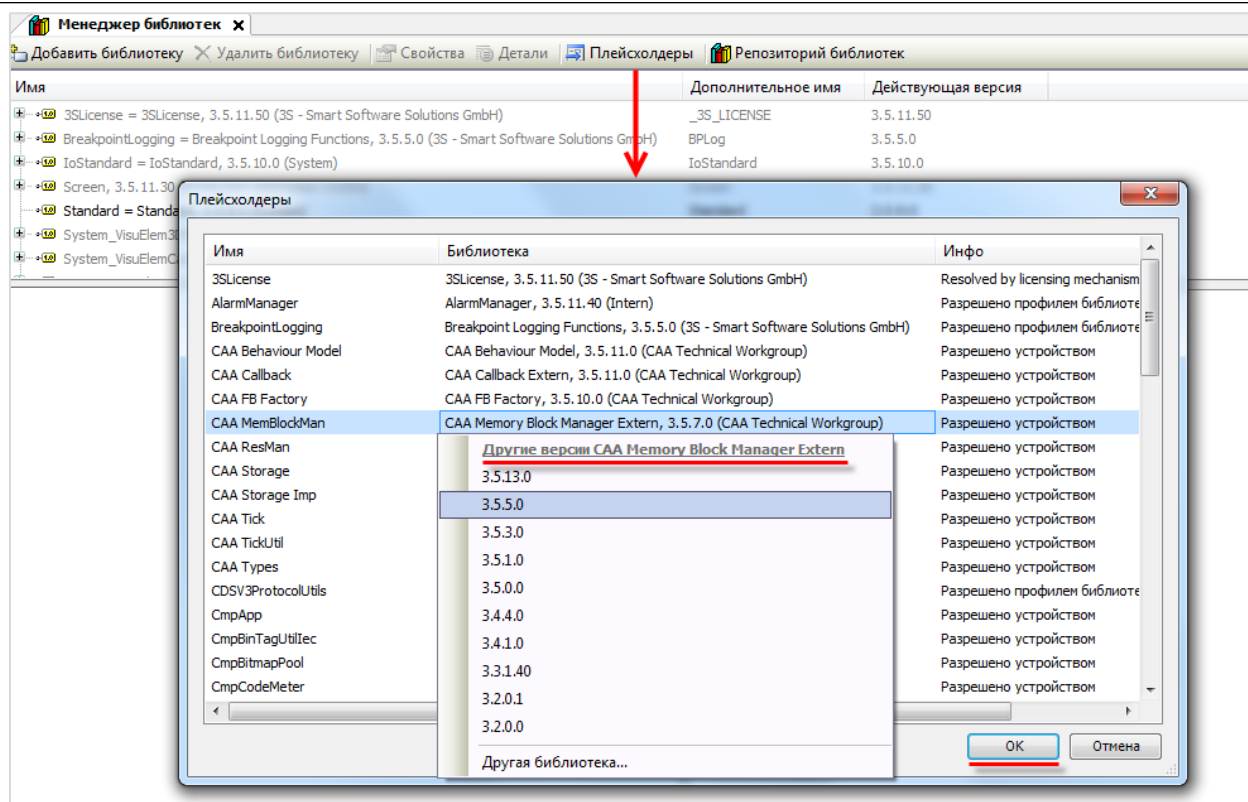 Менеджер библиотек X
Добавить библиотеку Удалить библиотеку Свойства Детали Плейсхолдеры Репозиторий библиотек
Имя Дополнительное имя Действующая версия
3SLicense = 3SLicense, 3.5.11.50 (3S - Smart Software Solutions GmbH) _3S_LICENSE 3.5.11.50
BreakpointLogging = Breakpoint Logging Functions, 3.5.5.0 (3S - Smart Software Solutions GmbH) BPLog 3.5.5.0
IoStandard = IoStandard, 3.5.10.0 (System) IoStandard 3.5.10.0
Screen, 3.5.11.30
Standard = Standa
System_VisuElem3D
System_VisuElemC
Плейсхолдеры
Имя Библиотека Инфо
3SLicense 3SLicense, 3.5.11.50 (3S - Smart Software Solutions GmbH) Resolved by licensing mechanism
AlarmManager AlarmManager, 3.5.11.40 (Intern) Разрешено профилем библиоте
BreakpointLogging Breakpoint Logging Functions, 3.5.5.0 (3S - Smart Software Solutions GmbH) Разрешено профилем библиоте
CAA Behaviour Model CAA Behaviour Model, 3.5.11.0 (CAA Technical Workgroup) Разрешено устройством
CAA Callback CAA Callback Extern, 3.5.11.0 (CAA Technical Workgroup) Разрешено устройством
CAA FB Factory CAA FB Factory, 3.5.10.0 (CAA Technical Workgroup) Разрешено устройством
CAA MemBlockMan CAA Memory Block Manager Extern, 3.5.7.0 (CAA Technical Workgroup) Разрешено устройством
CAA ResMan Другие версии CAA Memory Block Manager Extern Разрешено устройством
CAA Storage 3.5.13.0 Разрешено устройством
CAA Storage Imp 3.5.5.0 Разрешено устройством
CAA Tick 3.5.3.0 Разрешено устройством
CAA TickUtil Разрешено устройством
CAA Types 3.5.1.0 Разрешено устройством
CDSV3ProtocolUtils 3.5.0.0 Разрешено профилем библиоте
CmpApp 3.4.4.0 Разрешено устройством
CmpBinTagUtilIec 3.4.1.0 Разрешено устройством
CmpBitmapPool 3.3.1.40 Разрешено устройством
CmpCodeMeter 3.2.0.1 Разрешено устройством
3.2.0.0
Другая библиотека...
OK Отмена